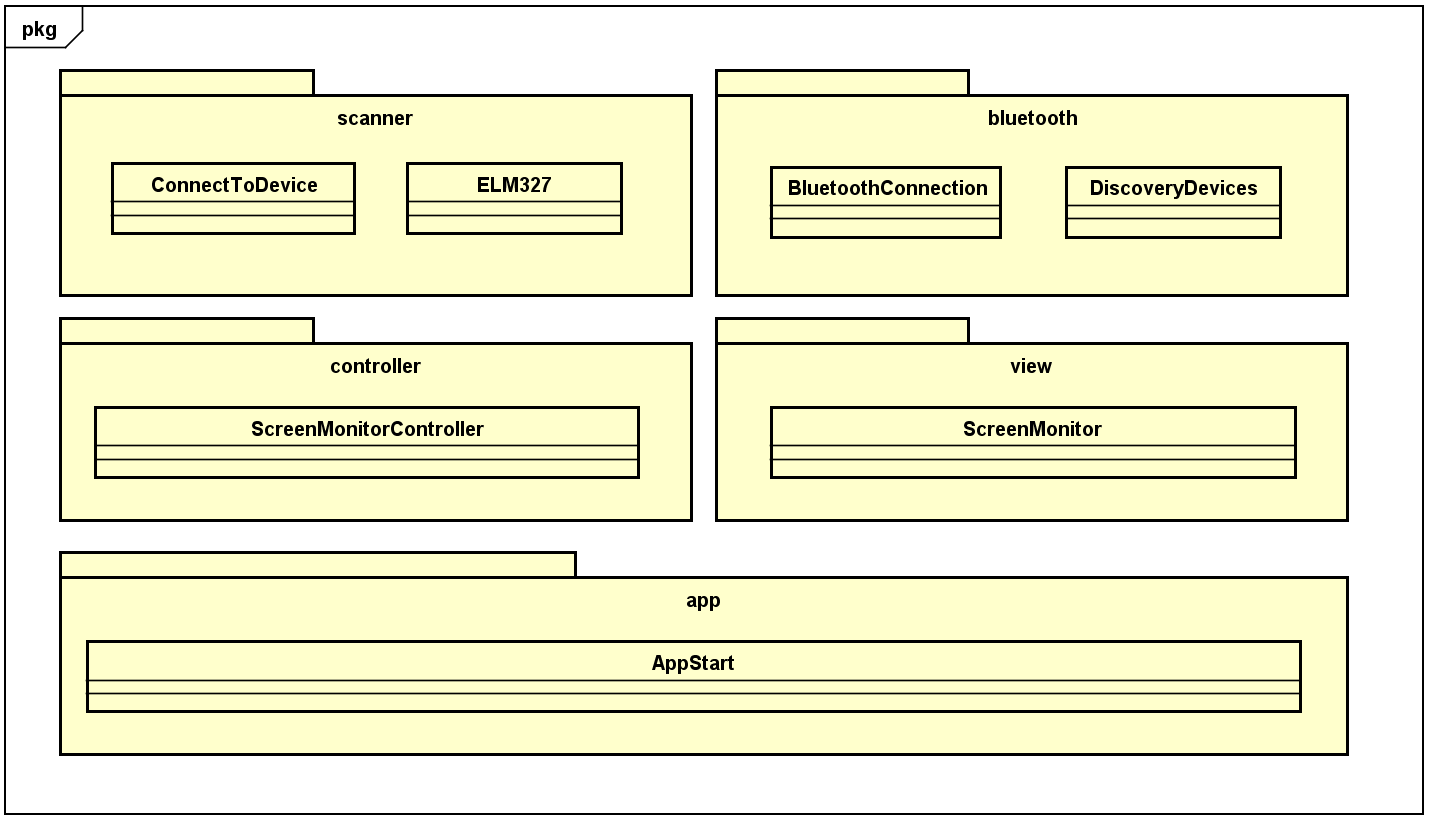 pkg
scanner
ConnectToDevice
ELM327
bluetooth
BluetoothConnection
DiscoveryDevices
controller
ScreenMonitorController
view
ScreenMonitor
app
AppStart